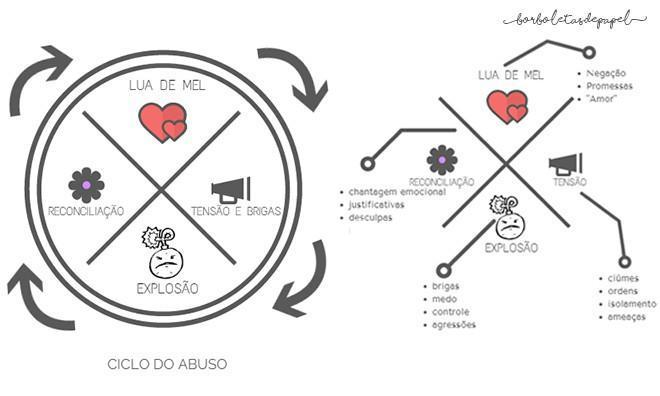 borboletasdepapel
LUA DE MEL
RECONCILIAÇÃO
TENSÃO E BRIGAS
EXPLOSÃO
CICLO DO ABUSO
LUA DE MEL
• Negação
• Promessas
• "Amor"
RECONCILIAÇÃO
• chantagem emocional
• justificativas
• desculpas
TENSÃO
EXPLOSÃO
• brigas
• medo
• controle
• agressões
• ciúmes
• ordens
• isolamento
• ameaças